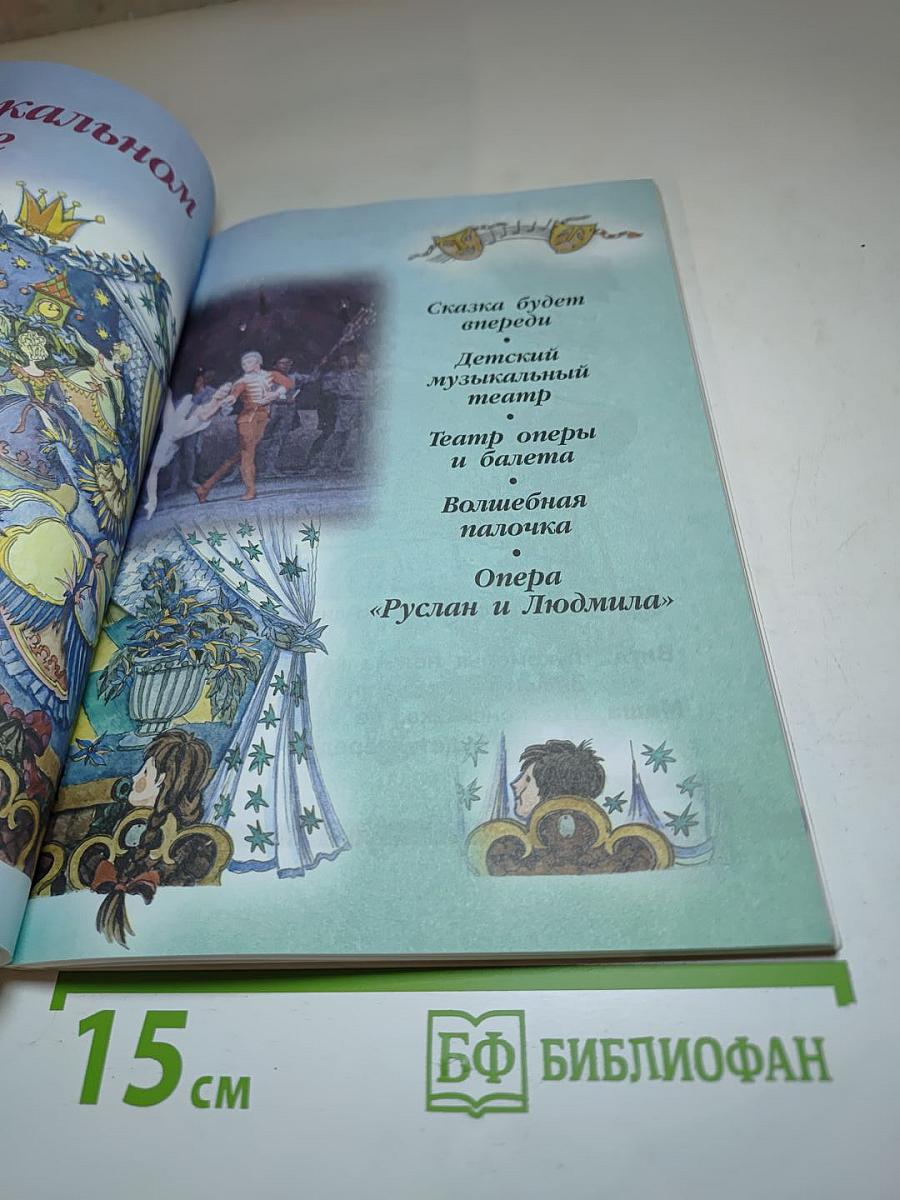 кальном
Сказка будет
впереди
•
Детский
музыкальный
театр
•
Театр оперы
и балета
•
Волшебная
палочка
•
Опера
«Руслан и Людмила»
15 см
БФ БИБЛИОФАН